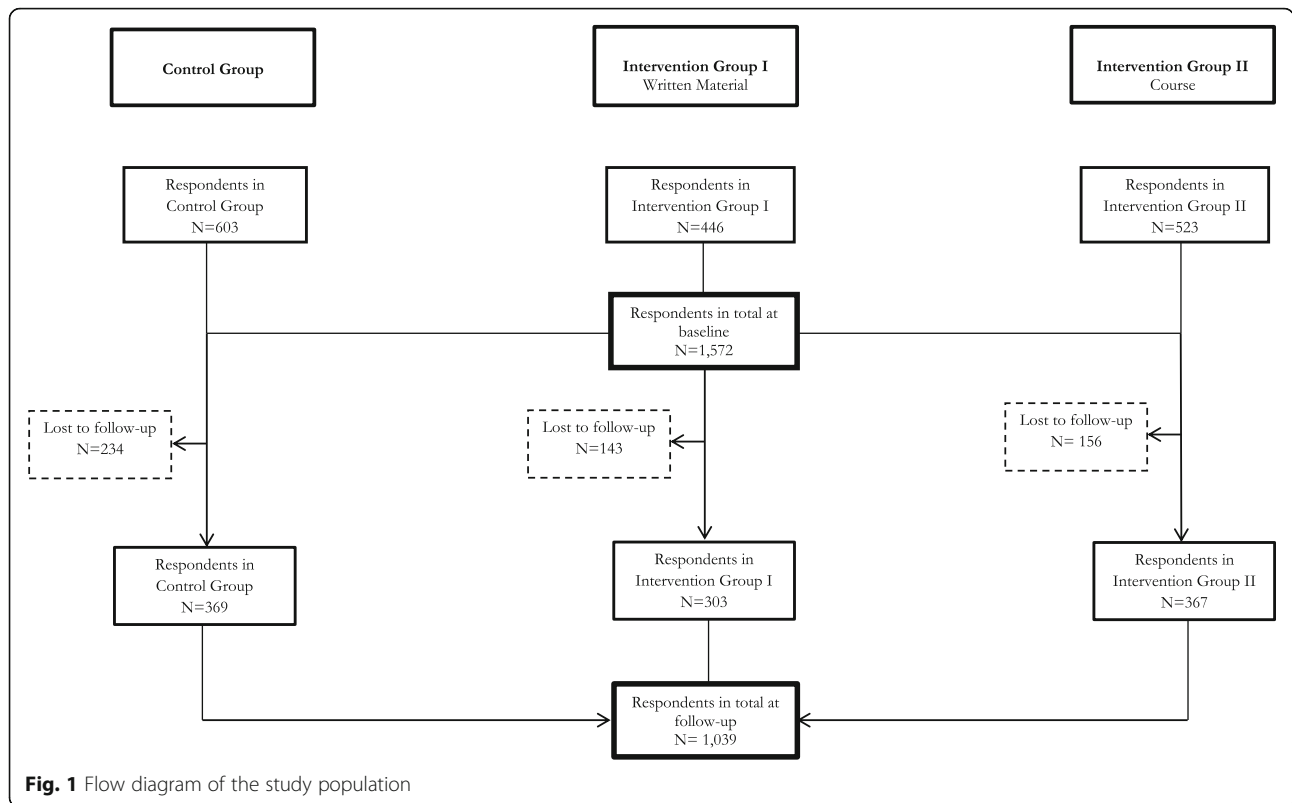 Control Group
Intervention Group I
Written Material
Intervention Group II
Course
Respondents in
Control Group
N=603
Respondents in
Intervention Group I
N=446
Respondents in
Intervention Group II
N=523
Respondents in total at
baseline
N=1,572
Lost to follow-up
N=234
Lost to follow-up
N=143
Lost to follow-up
N= 156
Respondents in
Control Group
N=369
Respondents in
Intervention Group I
N=303
Respondents in
Intervention Group II
N=367
Respondents in total at
follow-up
N= 1,039
Fig. 1 Flow diagram of the study population